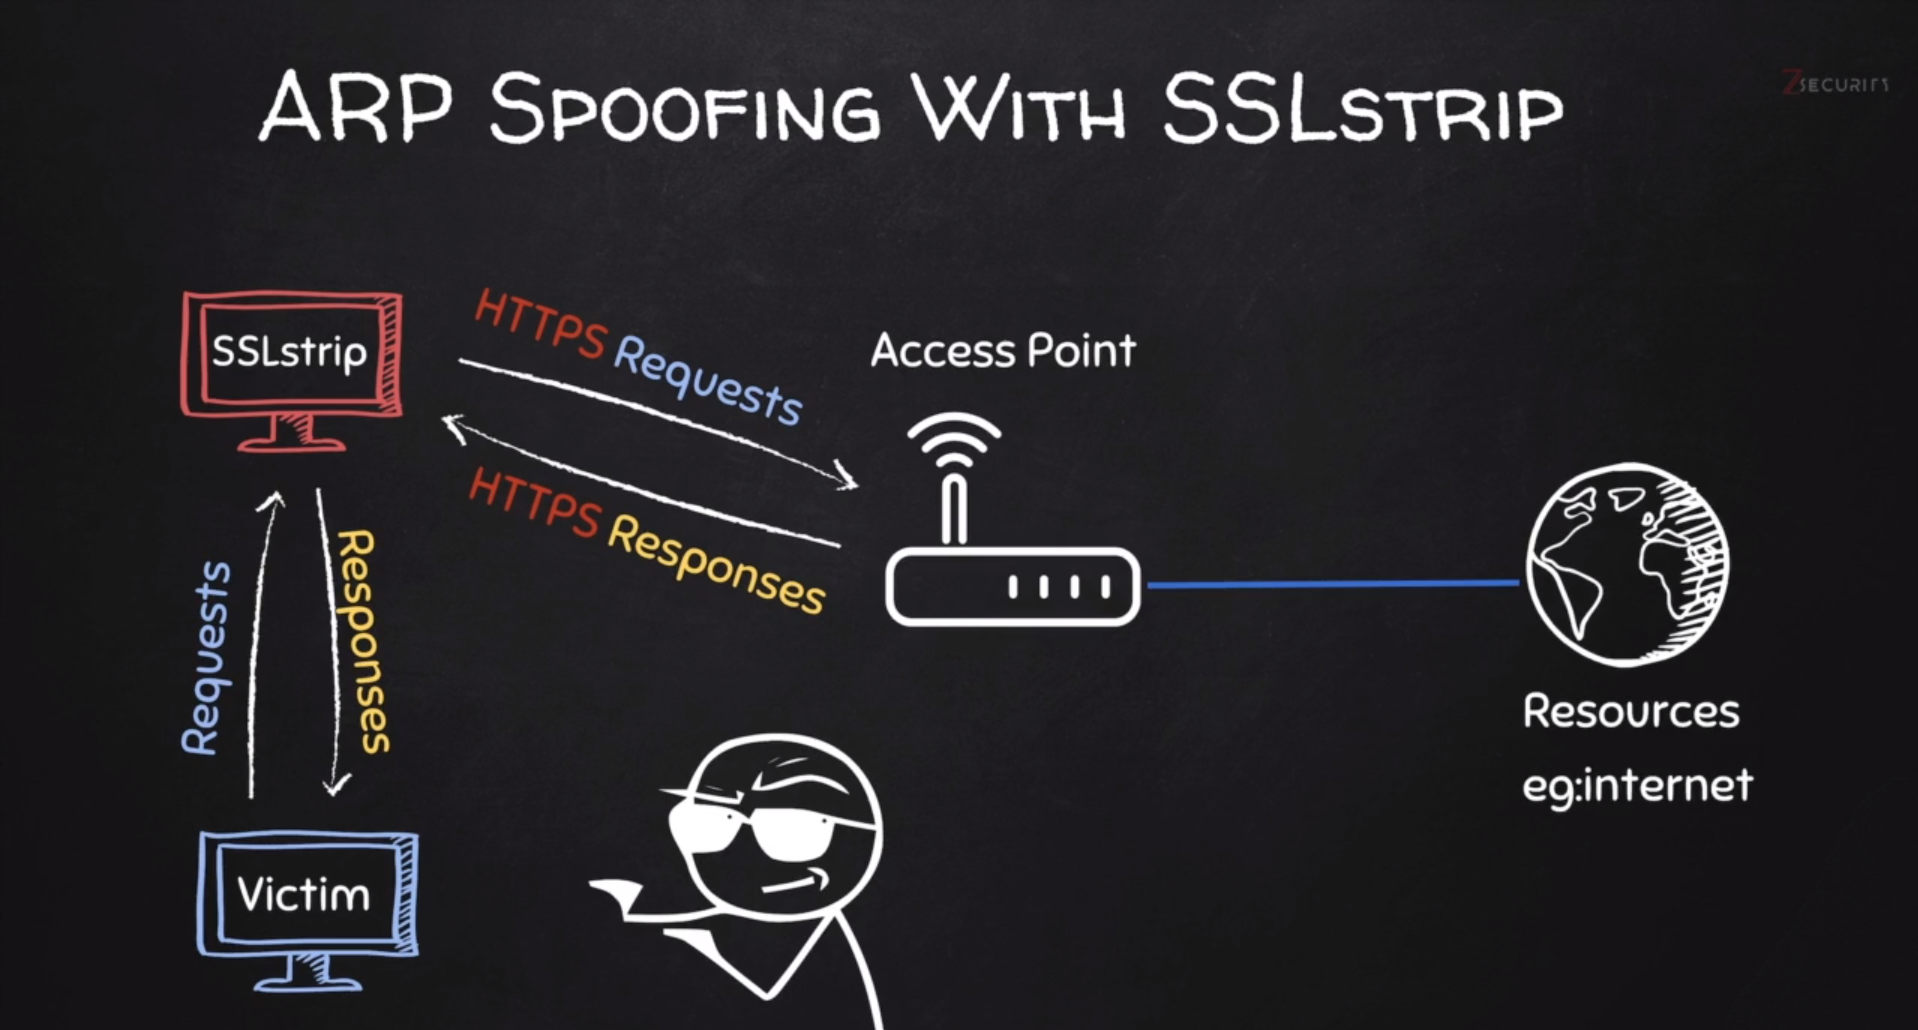 ARP SPOOFING WITH SSLSTRIP
ZSECURITY
SSLstrip
HTTPS Requests
Access Point
HTTPS Responses
Requests
Responses
Resources
eg:internet
Victim